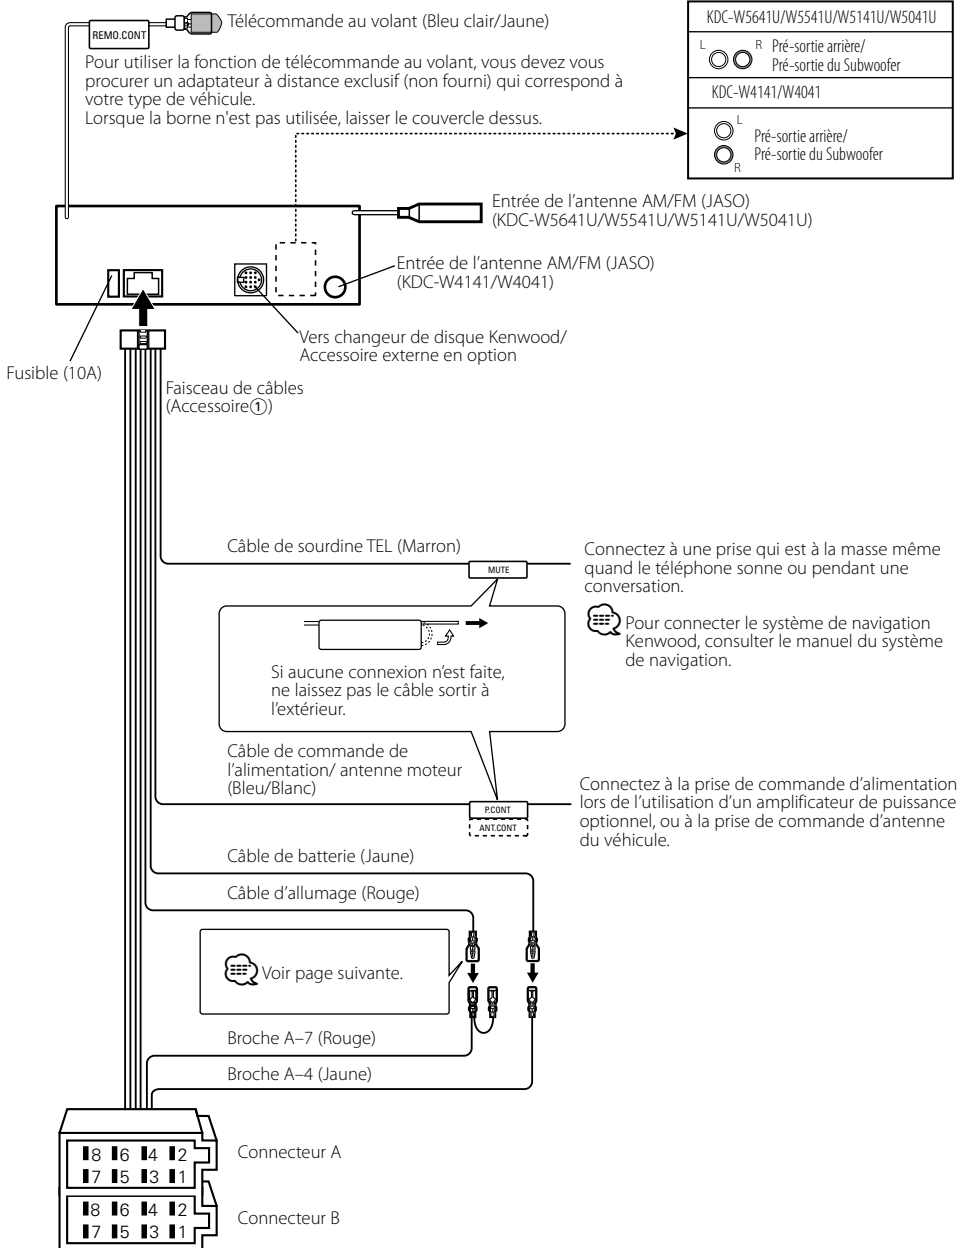 REMO.CONT
Télécommande au volant (Bleu clair/Jaune)
Pour utiliser la fonction de télécommande au volant, vous devez vous
procurer un adaptateur à distance exclusif (non fourni) qui correspond à
votre type de véhicule.
Lorsque la borne n'est pas utilisée, laisser le couvercle dessus.
KDC-W5641U/W5541U/W5141U/W5041U
L
R
Pré-sortie arrière/
Pré-sortie du Subwoofer
KDC-W4141/W4041
L
Pré-sortie arrière/
Pré-sortie du Subwoofer
R
Entrée de l’antenne AM/FM (JASO)
(KDC-W5641U/W5541U/W5141U/W5041U)
Entrée de l’antenne AM/FM (JASO)
(KDC-W4141/W4041)
Vers changeur de disque Kenwood/
Accessoire externe en option
Fusible (10A)
Faisceau de câbles
(Accessoire①)
Câble de sourdine TEL (Marron)
MUTE
Connectez à une prise qui est à la masse même
quand le téléphone sonne ou pendant une
conversation.
Pour connecter le système de navigation
Kenwood, consulter le manuel du système
de navigation.
Si aucune connexion n’est faite,
ne laissez pas le câble sortir à
l’extérieur.
Câble de commande de
l’alimentation/ antenne moteur
(Bleu/Blanc)
P.CONT
ANT.CONT
Connectez à la prise de commande d’alimentation
lors de l’utilisation d’un amplificateur de puissance
optionnel, ou à la prise de commande d’antenne
du véhicule.
Câble de batterie (Jaune)
Câble d’allumage (Rouge)
Voir page suivante.
Broche A–7 (Rouge)
Broche A–4 (Jaune)
8 6 4 2
7 5 3 1
Connecteur A
8 6 4 2
7 5 3 1
Connecteur B